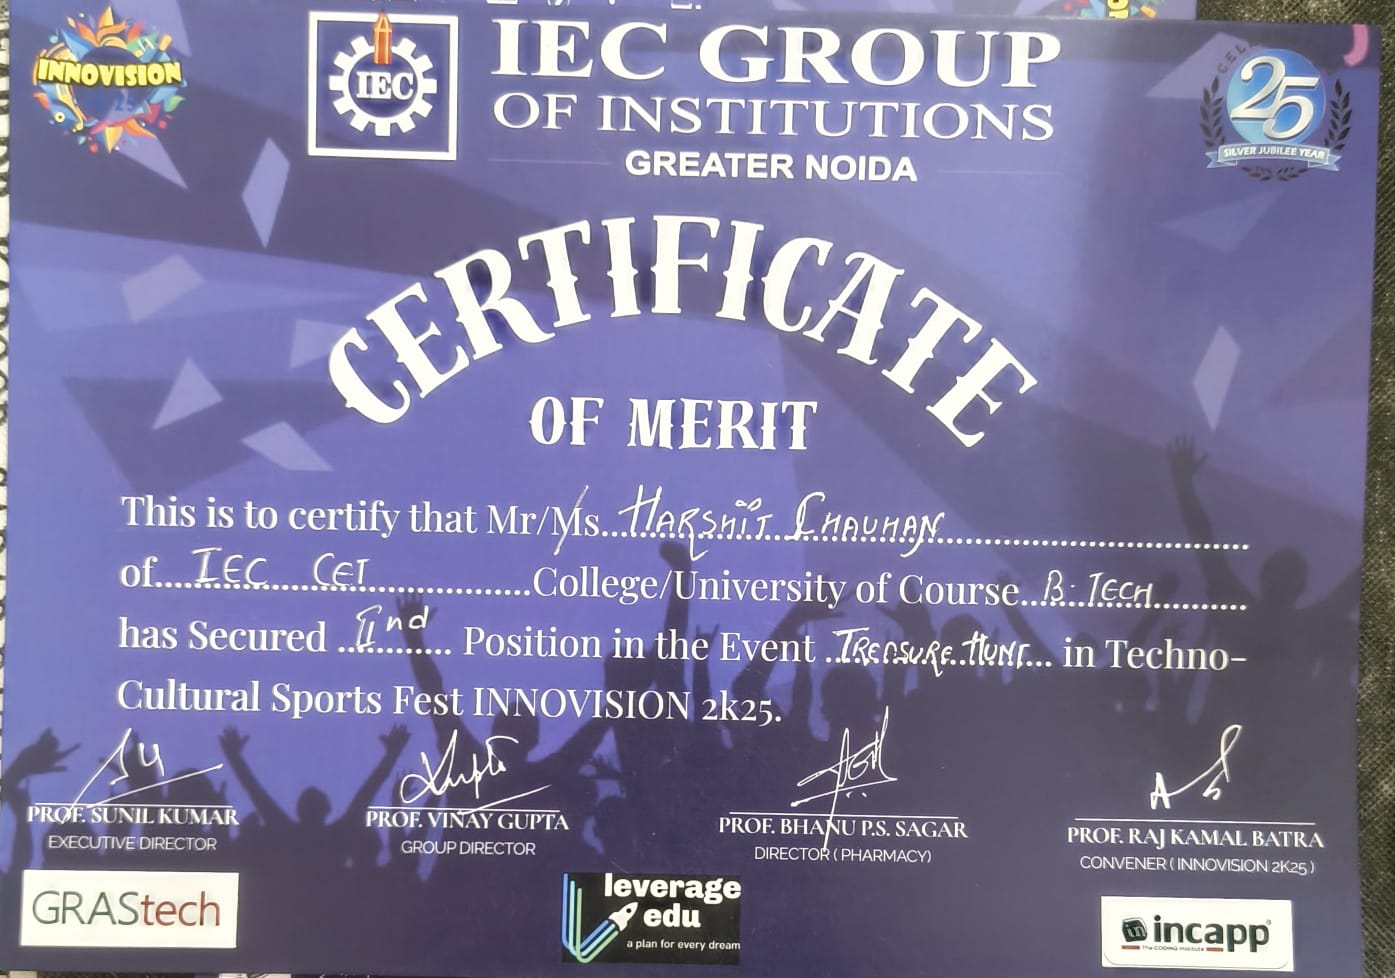 INNOVISION
IEC
IEC GROUP
OF INSTITUTIONS
GREATER NOIDA
25
SILVER JUBILEE YEAR
CERTIFICATE
OF MERIT
This is to certify that Mr/Ms...HARSHIT CHAUHAN...
of...IEC CET...College/University of Course...B.TECH...
has Secured ...IInd... Position in the Event ...TREASURE HUNT... in Techno-
Cultural Sports Fest INNOVISION 2k25.
PROF. SUNIL KUMAR
EXECUTIVE DIRECTOR
PROF. VINAY GUPTA
GROUP DIRECTOR
PROF. BHANU P.S. SAGAR
DIRECTOR ( PHARMACY)
PROF. RAJ KAMAL BATRA
CONVENER ( INNOVISION 2K25 )
GRAStech
leverage
edu
a plan for every dream
in incapp
The CODING Institute